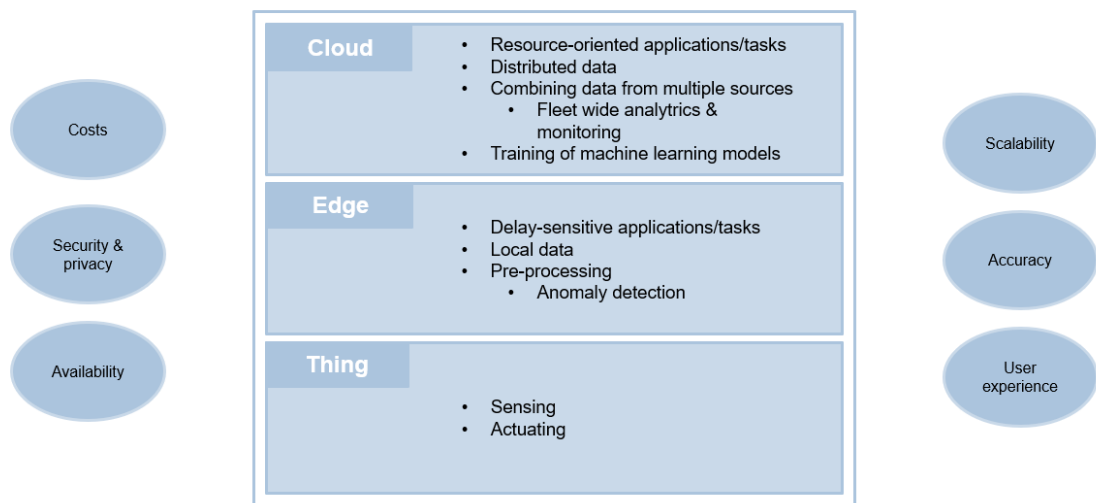 Costs
Security &
privacy
Availability
Cloud
• Resource-oriented applications/tasks
• Distributed data
• Combining data from multiple sources
• Fleet wide analytrics &
monitoring
• Training of machine learning models
Edge
• Delay-sensitive applications/tasks
• Local data
• Pre-processing
• Anomaly detection
Thing
• Sensing
• Actuating
Scalability
Accuracy
User
experience